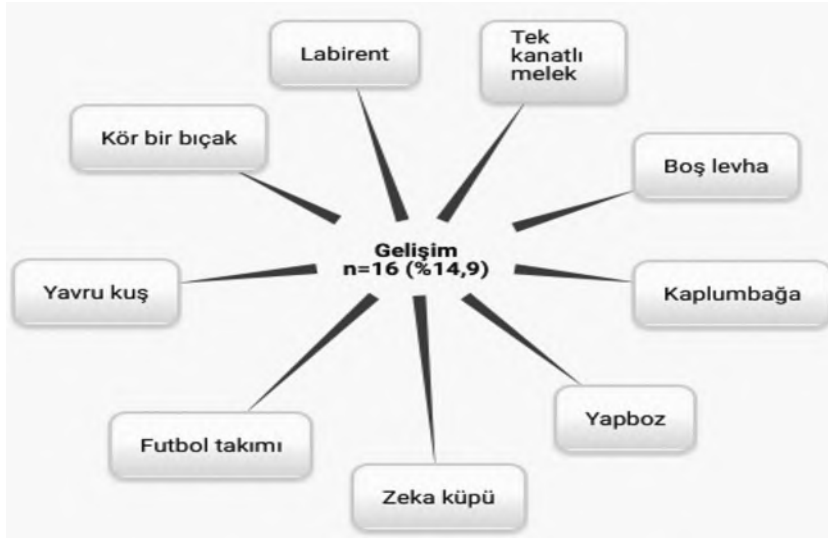 Labirent
Tek
kanatlı
melek
Kör bir bıçak
Boş levha
Gelişim
n=16 (%14,9)
Yavru kuş
Kaplumbağa
Yapboz
Futbol takımı
Zeka küpü